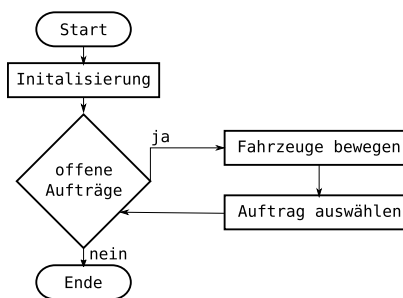 Start
Initalisierung
offene
Aufträge
ja
Fahrzeuge bewegen
Auftrag auswählen
nein
Ende